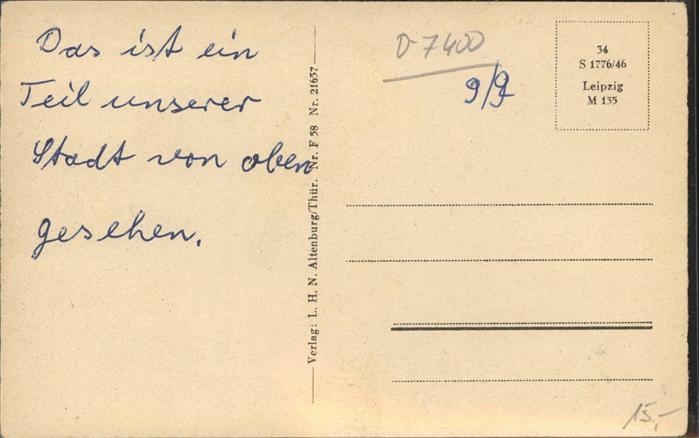 Das ist ein
Teil unserer
Stadt von oben
gesehen.
Verlag: L. H. N. Altenburg/Thür. Nr. F 58 Nr. 21657
D-7400
9/9
34
S 1776/46
Leipzig
M 135
15,-